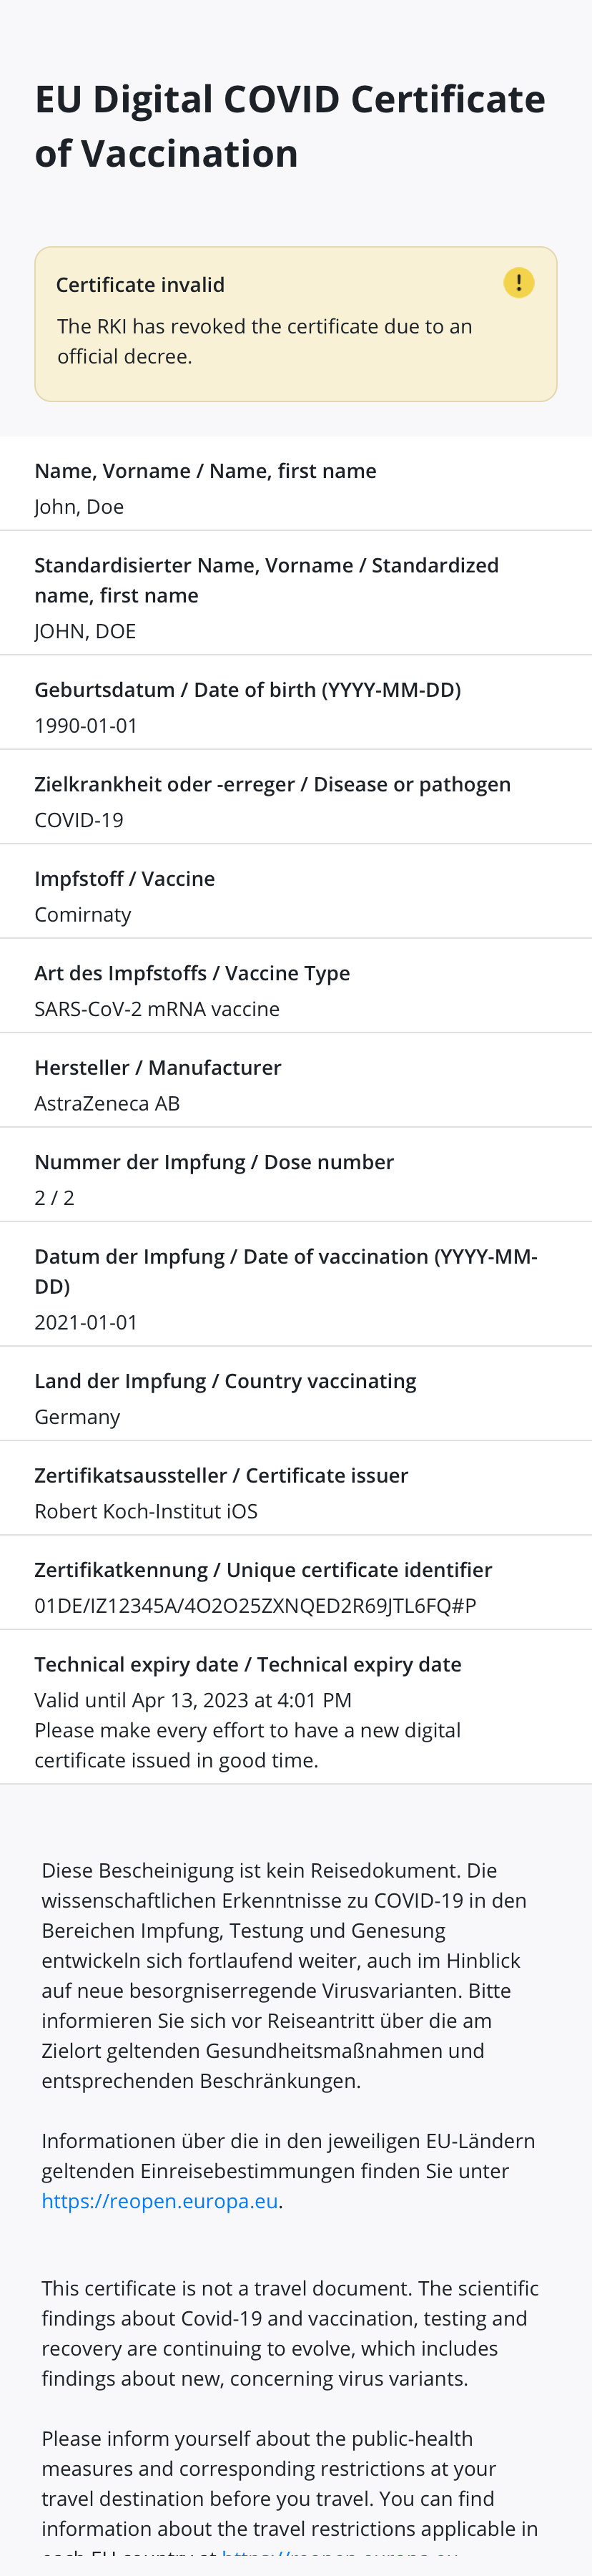 EU Digital COVID Certificate
of Vaccination
Certificate invalid
!
The RKI has revoked the certificate due to an
official decree.
Name, Vorname / Name, first name
John, Doe
Standardisierter Name, Vorname / Standardized
name, first name
JOHN, DOE
Geburtsdatum / Date of birth (YYYY-MM-DD)
1990-01-01
Zielkrankheit oder -erreger / Disease or pathogen
COVID-19
Impfstoff / Vaccine
Comirnaty
Art des Impfstoffs / Vaccine Type
SARS-CoV-2 mRNA vaccine
Hersteller / Manufacturer
AstraZeneca AB
Nummer der Impfung / Dose number
2 / 2
Datum der Impfung / Date of vaccination (YYYY-MM-
DD)
2021-01-01
Land der Impfung / Country vaccinating
Germany
Zertifikatsaussteller / Certificate issuer
Robert Koch-Institut iOS
Zertifikatkennung / Unique certificate identifier
01DE/IZ12345A/4O2O25ZXNQED2R69JTL6FQ#P
Technical expiry date / Technical expiry date
Valid until Apr 13, 2023 at 4:01 PM
Please make every effort to have a new digital
certificate issued in good time.
Diese Bescheinigung ist kein Reisedokument. Die
wissenschaftlichen Erkenntnisse zu COVID-19 in den
Bereichen Impfung, Testung und Genesung
entwickeln sich fortlaufend weiter, auch im Hinblick
auf neue besorgniserregende Virusvarianten. Bitte
informieren Sie sich vor Reiseantritt über die am
Zielort geltenden Gesundheitsmaßnahmen und
entsprechenden Beschränkungen.
Informationen über die in den jeweiligen EU-Ländern
geltenden Einreisebestimmungen finden Sie unter
https://reopen.europa.eu.
This certificate is not a travel document. The scientific
findings about Covid-19 and vaccination, testing and
recovery are continuing to evolve, which includes
findings about new, concerning virus variants.
Please inform yourself about the public-health
measures and corresponding restrictions at your
travel destination before you travel. You can find
information about the travel restrictions applicable in
each EU country at https://reopen.europa.eu.